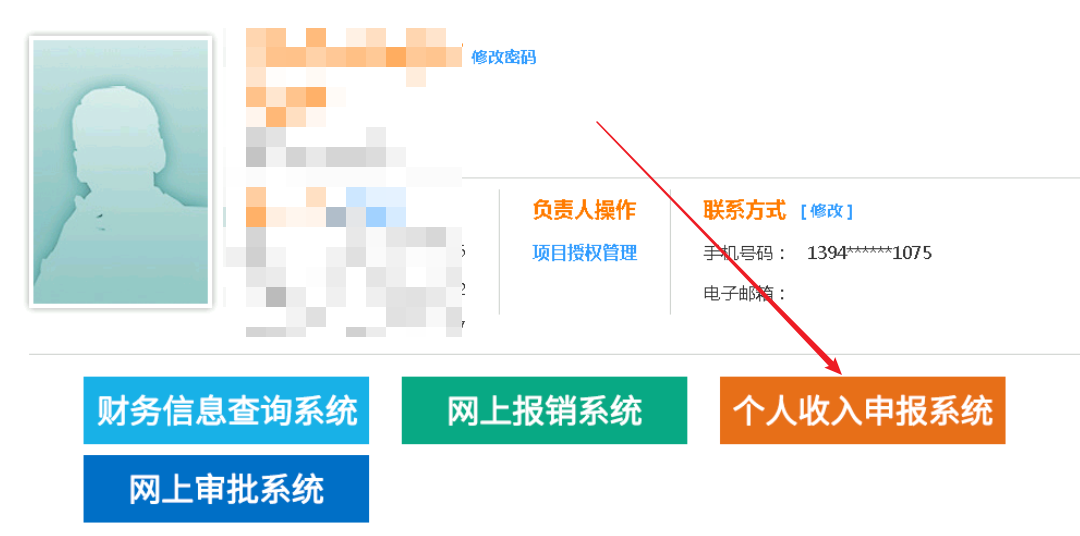 修改密码
负责人操作
联系方式 [ 修改 ]
项目授权管理
手机号码： 1394******1075
电子邮箱：
财务信息查询系统
网上报销系统
个人收入申报系统
网上审批系统